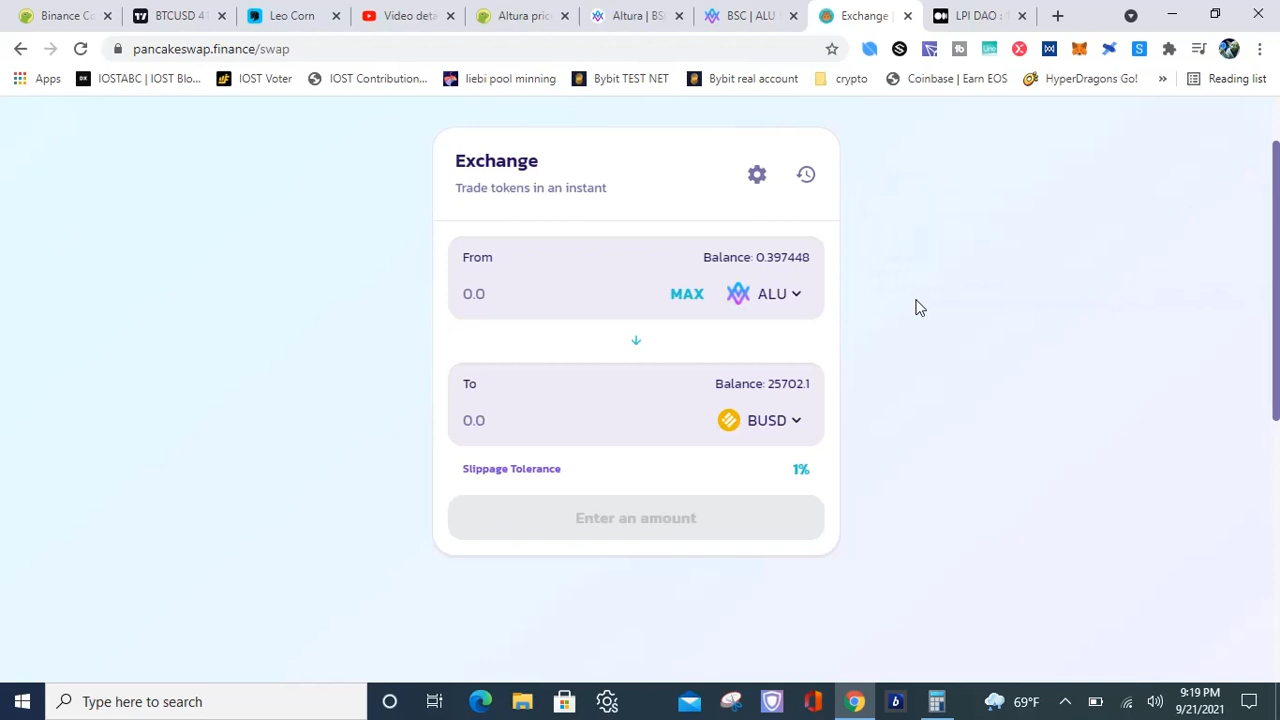 Binance Co
BTCUSD 41
Leo Corn
Video deta
Altura pric
Altura | BS
BSC | ALU
Exchange
LPI DAO :
pancakeswap.finance/swap
Apps
IOSTABC | IOST Blo...
IOST Voter
IOST Contribution...
liebi pool minning
Bybit TEST NET
Bybit real account
crypto
Coinbase | Earn EOS
HyperDragons Go!
»
Reading list
Exchange
Trade tokens in an instant
From
Balance: 0.397448
0.0
MAX
ALU
To
Balance: 25702.1
0.0
BUSD
Slippage Tolerance
1%
Enter an amount
Type here to search
69°F
9:19 PM
9/21/2021